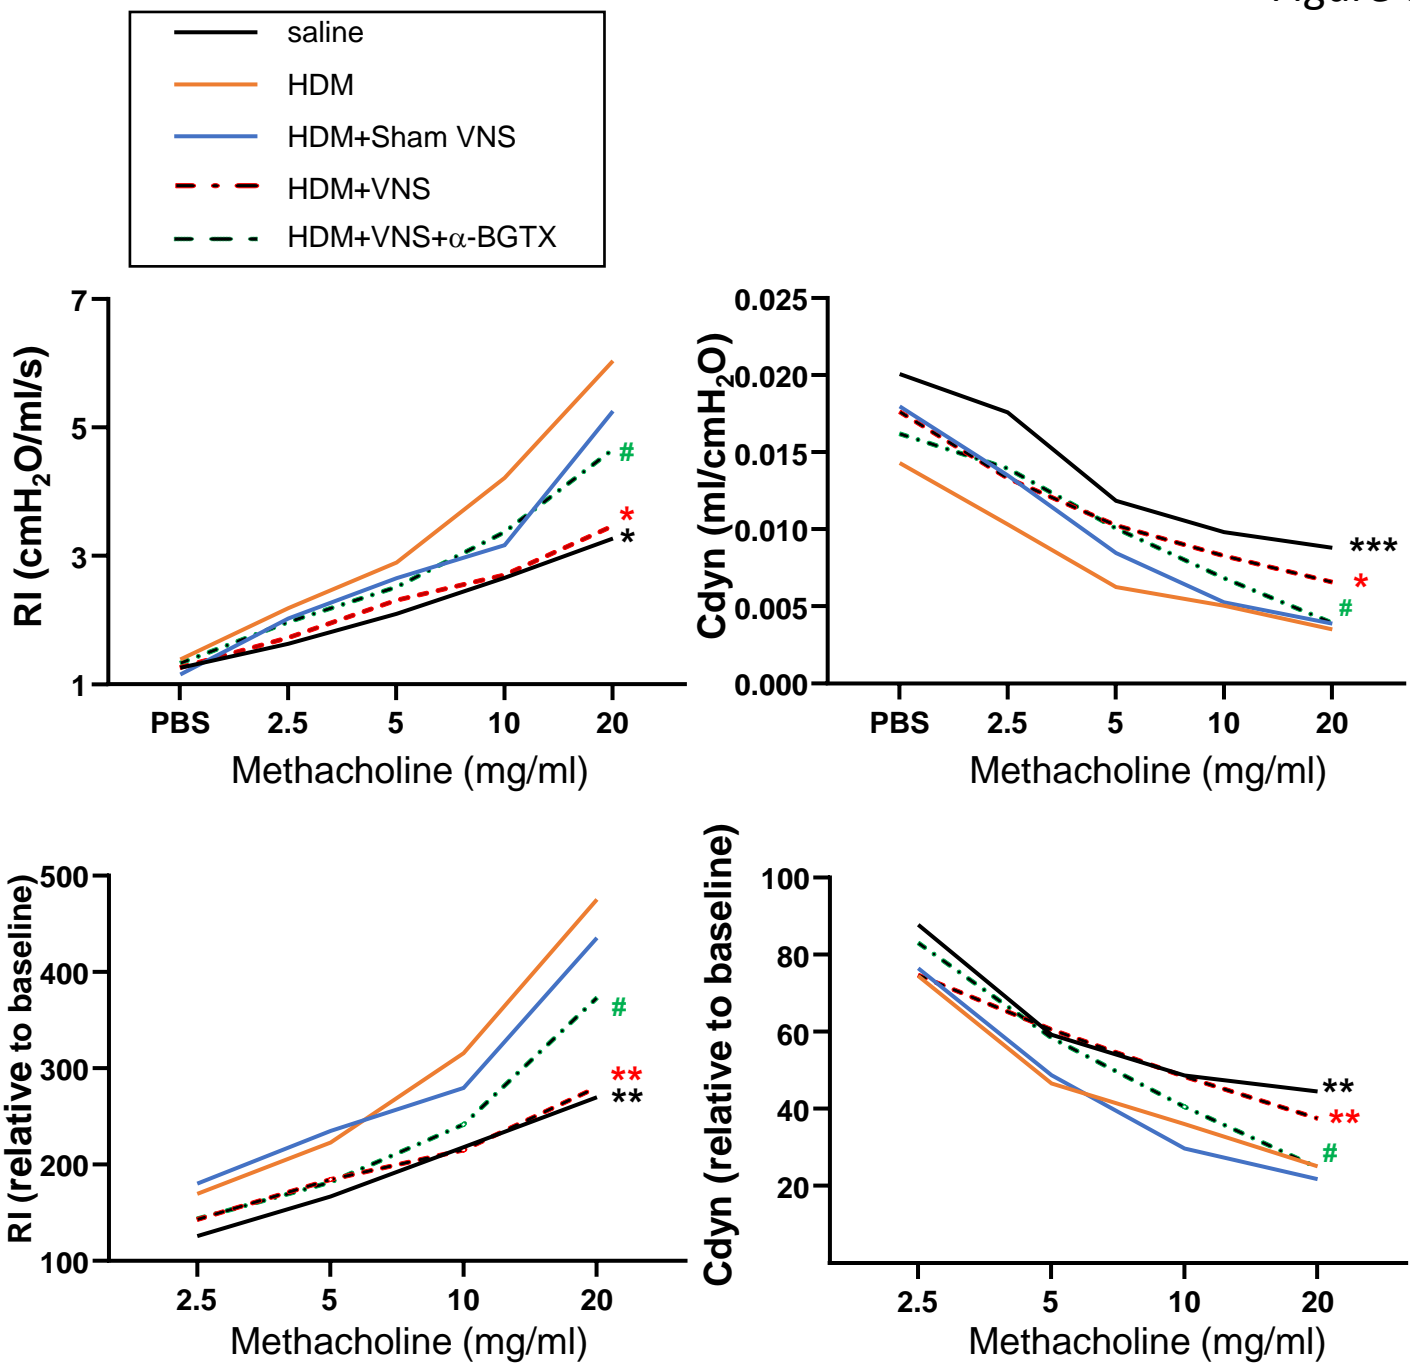 Figure
saline
HDM
HDM+Sham VNS
HDM+VNS
HDM+VNS+α-BGTX
RI (cmH₂O/ml/s)
7
5
3
1
#
*
*
PBS 2.5 5 10 20
Methacholine (mg/ml)
Cdyn (ml/cmH₂O)
0.025
0.020
0.015
0.010
0.005
0.000
***
*
#
PBS 2.5 5 10 20
Methacholine (mg/ml)
RI (relative to baseline)
500
400
300
200
100
#
**
**
2.5 5 10 20
Methacholine (mg/ml)
Cdyn (relative to baseline)
100
80
60
40
20
**
**
#
2.5 5 10 20
Methacholine (mg/ml)